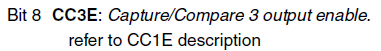 Bit 8 CC3E: Capture/Compare 3 output enable.
refer to CC1E description